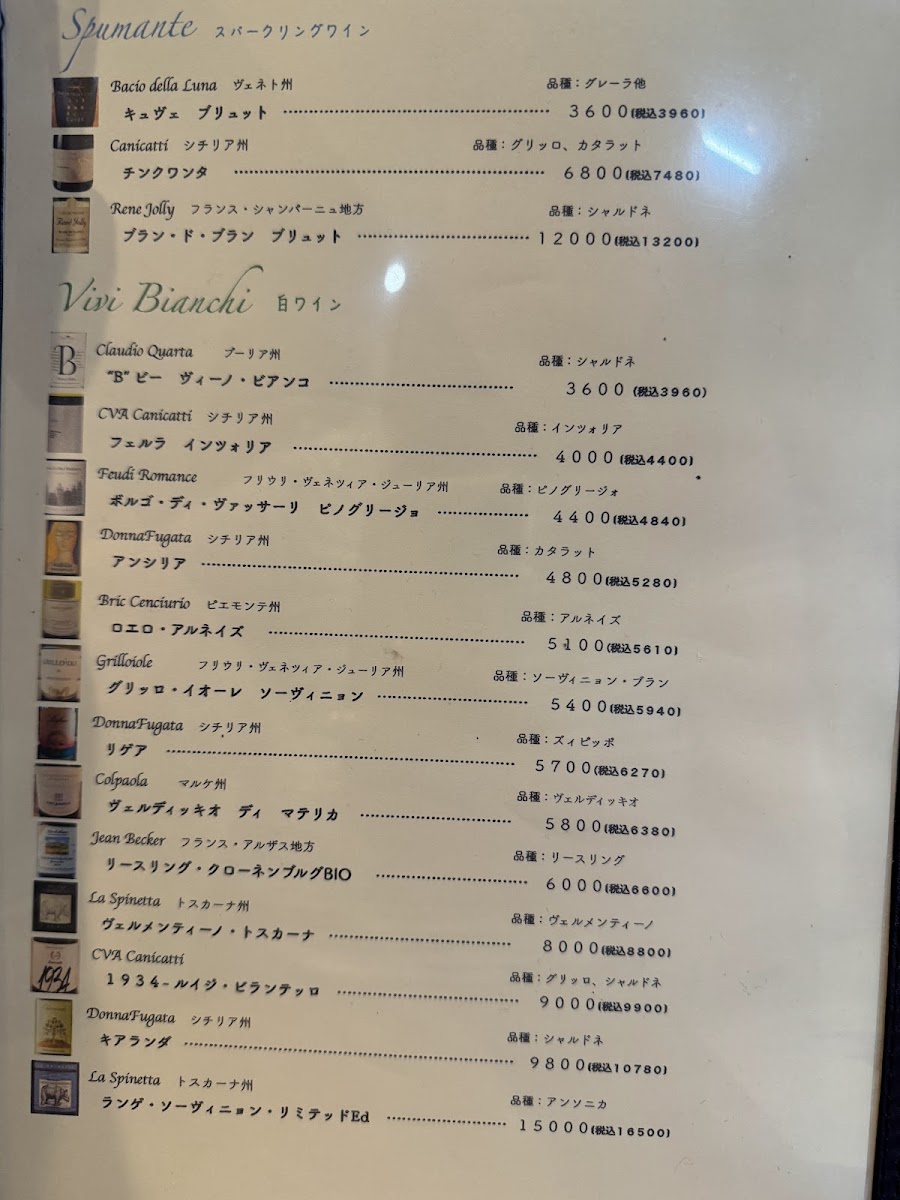 Spumante スパークリングワイン
Bacio della Luna ヴェネト州 品種：グレーラ他
キュヴェ ブリュット 3600(税込3960)
Canicatti シチリア州 品種：グリッロ、カタラット
チンクワンタ 6800(税込7480)
Rene Jolly フランス・シャンパーニュ地方 品種：シャルドネ
ブラン・ド・ブラン ブリュット 12000(税込13200)
Vivi Bianchi 白ワイン
Claudio Quarta プーリア州 品種：シャルドネ
"B" ビー ヴィーノ・ビアンコ 3600 (税込3960)
CVA Canicatti シチリア州 品種：インツォリア
フェルラ インツォリア 4000 (税込4400)
Feudi Romance フリウリ・ヴェネツィア・ジューリア州 品種：ピノグリージォ
ボルゴ・ディ・ヴァッサーリ ピノグリージョ 4400(税込4840)
DonnaFugata シチリア州 品種：カタラット
アンシリア 4800(税込5280)
Bric Cenciurio ピエモンテ州 品種：アルネイズ
ロエロ・アルネイズ 5100(税込5610)
Grilloiole フリウリ・ヴェネツィア・ジューリア州 品種：ソーヴィニョン・ブラン
グリッロ・イオーレ ソーヴィニョン 5400(税込5940)
DonnaFugata シチリア州 品種：ズィビッボ
リゲア 5700(税込6270)
Colpaola マルケ州 品種：ヴェルディッキオ
ヴェルディッキオ ディ マテリカ 5800(税込6380)
Jean Becker フランス・アルザス地方 品種：リースリング
リースリング・クローネンブルグBIO 6000(税込6600)
La Spinetta トスカーナ州 品種：ヴェルメンティーノ
ヴェルメンティーノ・トスカーナ 8000(税込8800)
CVA Canicatti 品種：グリッロ、シャルドネ
1934
1934-ルイジ・ピランテッロ 9000(税込9900)
DonnaFugata シチリア州 品種：シャルドネ
キアランダ 9800(税込10780)
La Spinetta トスカーナ州 品種：アンソニカ
ランゲ・ソーヴィニョン・リミテッドEd 15000(税込16500)